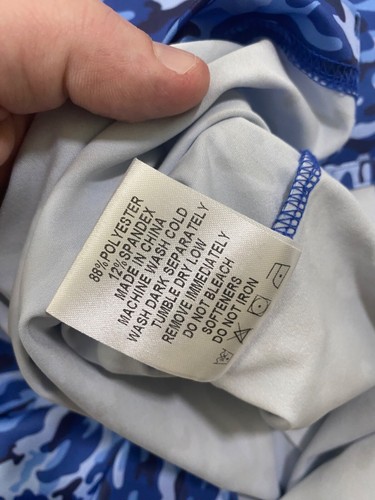 88%POLYESTER
12%SPANDEX
MADE IN CHINA
MACHINE WASH COLD
WASH DARK SEPARATELY
TUMBLE DRY LOW
REMOVE IMMEDIATELY
DO NOT BLEACH
SOFTENERS
DO NOT IRON